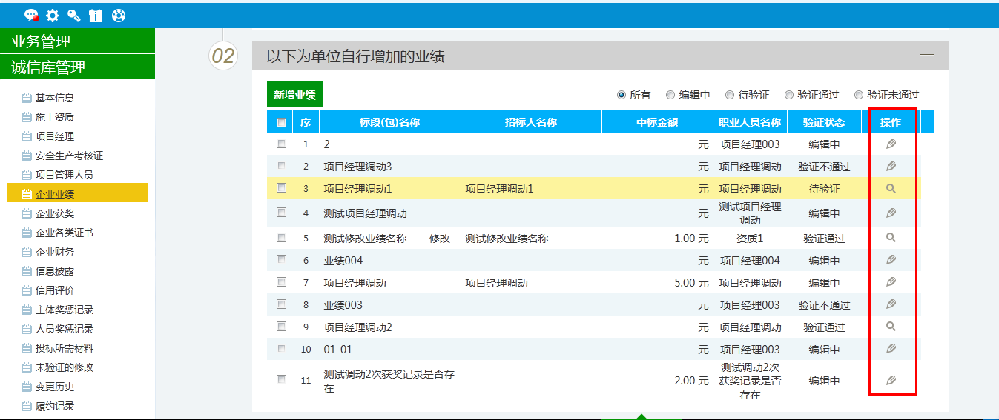 业务管理
诚信库管理
基本信息
施工资质
项目经理
安全生产考核证
项目管理人员
企业业绩
企业获奖
企业各类证书
企业财务
信息披露
信用评价
主体奖惩记录
人员奖惩记录
投标所需材料
未验证的修改
变更历史
履约记录
02 以下为单位自行增加的业绩
新增业绩 所有 编辑中 待验证 验证通过 验证未通过
序 标段(包)名称 招标人名称 中标金额 职业人员名称 验证状态 操作
1 2 元 项目经理003 编辑中
2 项目经理调动3 元 项目经理调动 验证不通过
3 项目经理调动1 项目经理调动1 元 项目经理调动 待验证
4 测试项目经理调动 元 测试项目经理
调动 编辑中
5 测试修改业绩名称-----修改 测试修改业绩名称 1.00 元 资质1 验证通过
6 业绩004 元 项目经理004 编辑中
7 项目经理调动 项目经理调动 5.00 元 项目经理调动 编辑中
8 业绩003 元 项目经理003 验证不通过
9 项目经理调动2 元 项目经理调动 验证通过
10 01-01 元 项目经理003 编辑中
11 测试调动2次获奖记录是否存
在 2.00 元 测试调动2次
获奖记录是否
存在 编辑中